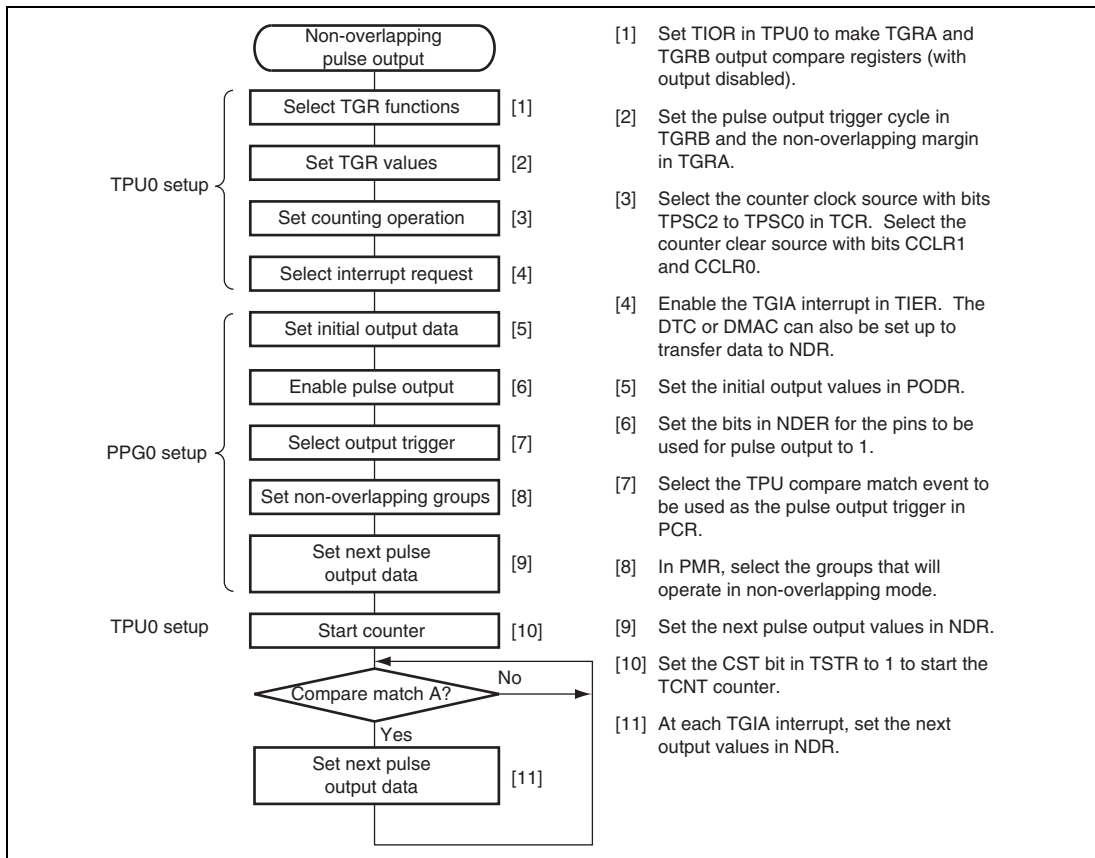 Non-overlapping
pulse output
TPU0 setup
Select TGR functions [1]
Set TGR values [2]
Set counting operation [3]
Select interrupt request [4]
PPG0 setup
Set initial output data [5]
Enable pulse output [6]
Select output trigger [7]
Set non-overlapping groups [8]
Set next pulse
output data
[9]
TPU0 setup
Start counter [10]
Compare match A?
No
Yes
Set next pulse
output data
[11]
[1] Set TIOR in TPU0 to make TGRA and
TGRB output compare registers (with
output disabled).
[2] Set the pulse output trigger cycle in
TGRB and the non-overlapping margin
in TGRA.
[3] Select the counter clock source with bits
TPSC2 to TPSC0 in TCR. Select the
counter clear source with bits CCLR1
and CCLR0.
[4] Enable the TGIA interrupt in TIER. The
DTC or DMAC can also be set up to
transfer data to NDR.
[5] Set the initial output values in PODR.
[6] Set the bits in NDER for the pins to be
used for pulse output to 1.
[7] Select the TPU compare match event to
be used as the pulse output trigger in
PCR.
[8] In PMR, select the groups that will
operate in non-overlapping mode.
[9] Set the next pulse output values in NDR.
[10] Set the CST bit in TSTR to 1 to start the
TCNT counter.
[11] At each TGIA interrupt, set the next
output values in NDR.